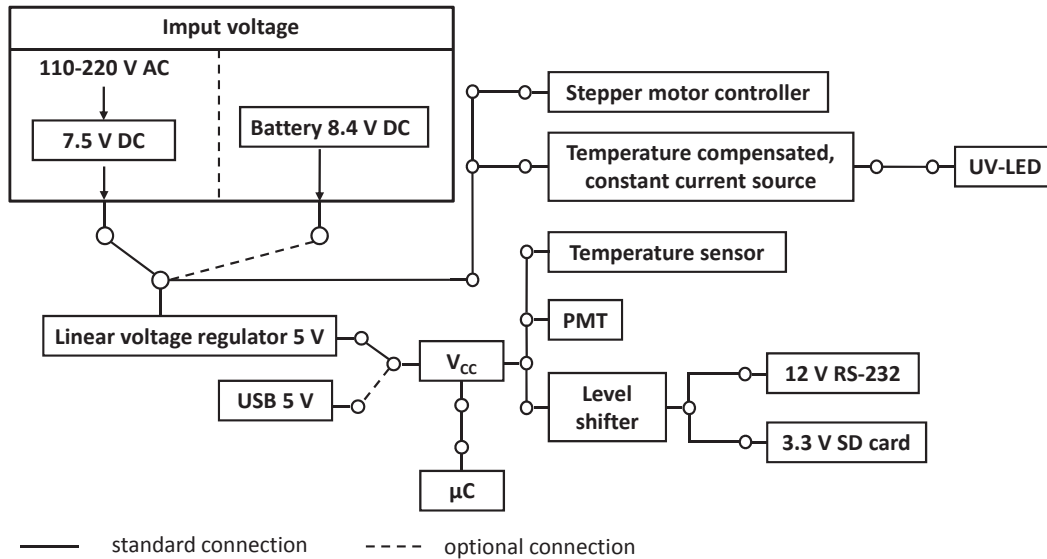 Imput voltage
110-220 V AC
7.5 V DC
Battery 8.4 V DC
Stepper motor controller
Temperature compensated,
constant current source
UV-LED
Temperature sensor
PMT
Linear voltage regulator 5 V
VCC
USB 5 V
Level
shifter
12 V RS-232
3.3 V SD card
μC
standard connection
optional connection